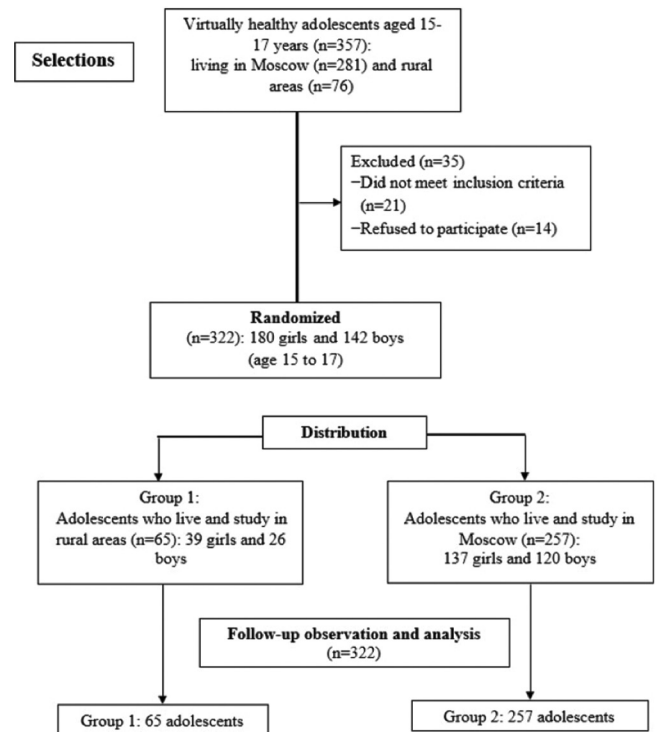 Virtually healthy adolescents aged 15-
17 years (n=357):
living in Moscow (n=281) and rural
areas (n=76)
Selections
Excluded (n=35)
−Did not meet inclusion criteria
(n=21)
−Refused to participate (n=14)
Randomized
(n=322): 180 girls and 142 boys
(age 15 to 17)
Distribution
Group 1:
Adolescents who live and study in
rural areas (n=65): 39 girls and 26
boys
Group 2:
Adolescents who live and study in
Moscow (n=257):
137 girls and 120 boys
Follow-up observation and analysis
(n=322)
Group 1: 65 adolescents
Group 2: 257 adolescents